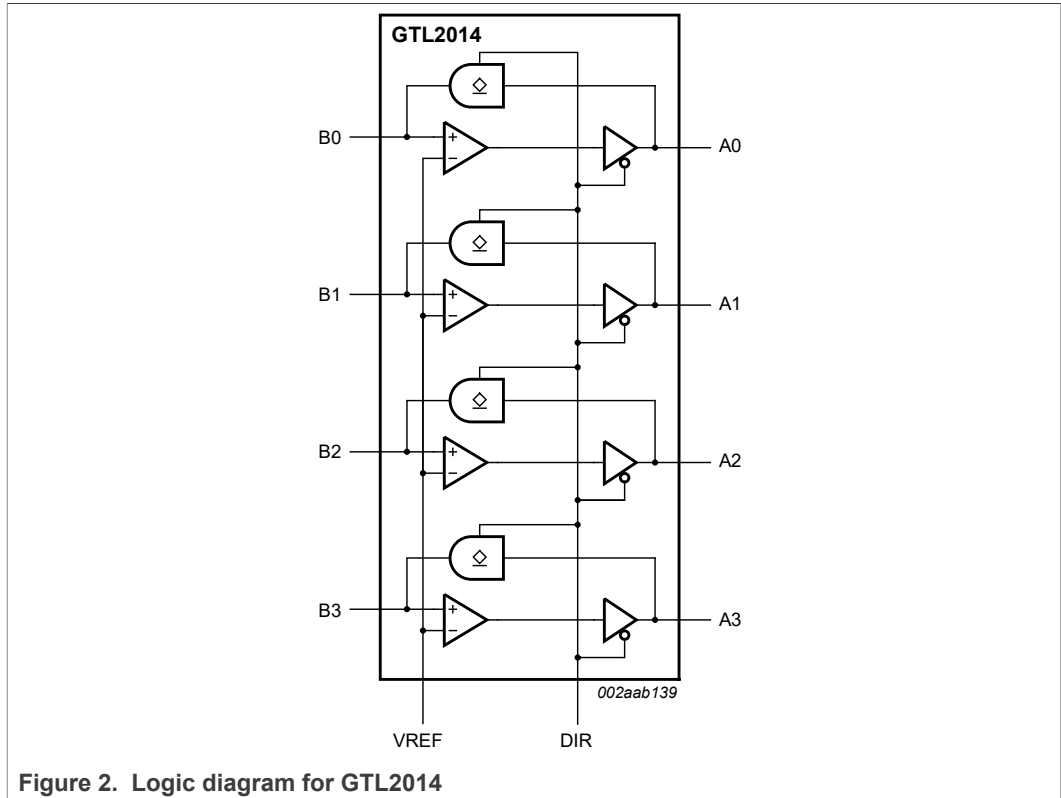 GTL2014
B0
+
−
A0
B1
+
−
A1
B2
+
−
A2
B3
+
−
A3
002aab139
VREF
DIR
Figure 2. Logic diagram for GTL2014